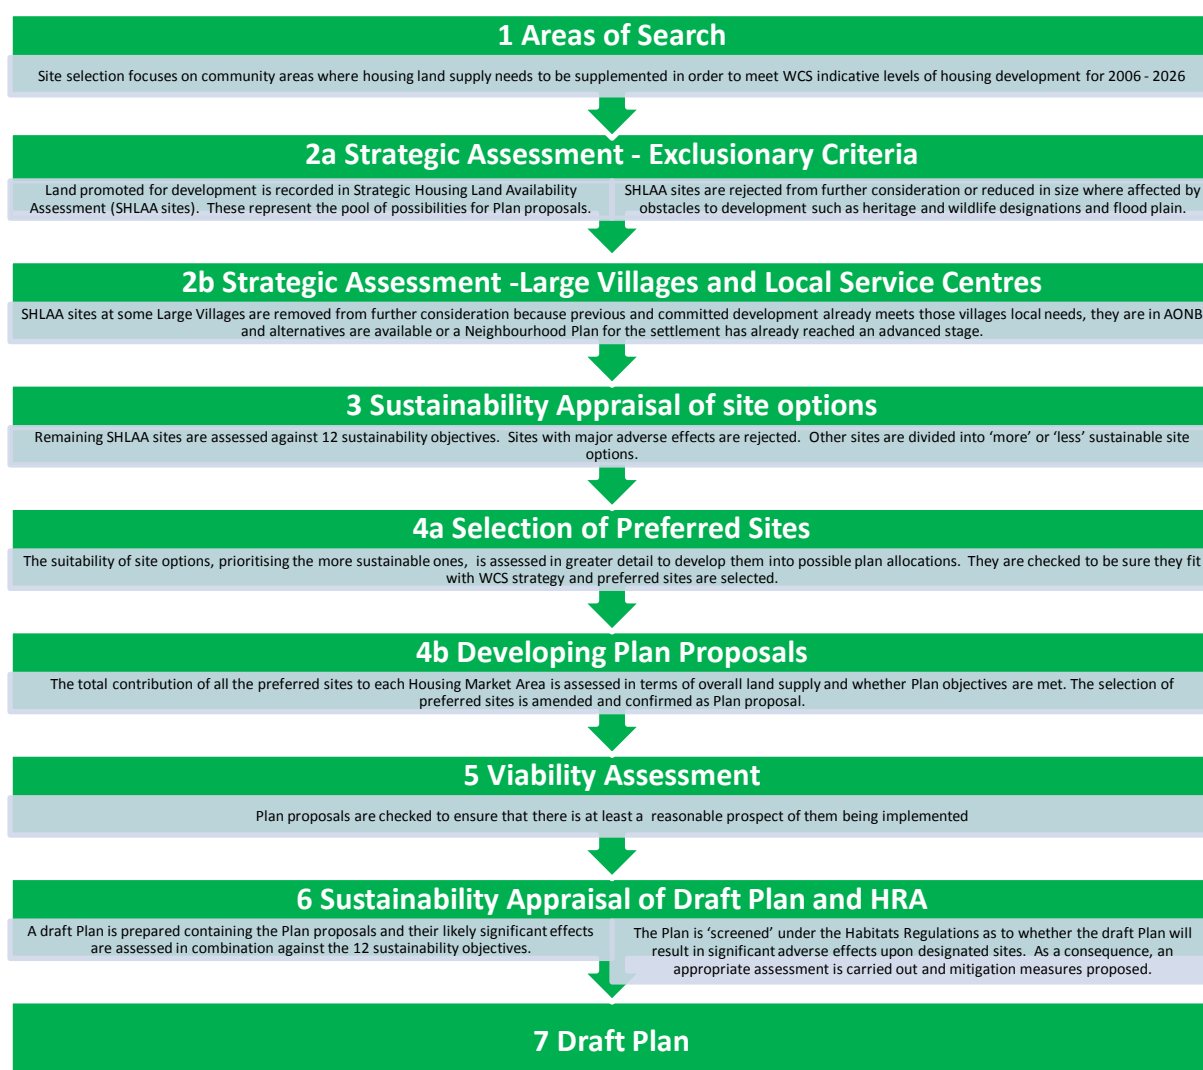 1 Areas of Search
Site selection focuses on community areas where housing land supply needs to be supplemented in order to meet WCS indicative levels of housing development for 2006 - 2026
2a Strategic Assessment - Exclusionary Criteria
Land promoted for development is recorded in Strategic Housing Land Availability
Assessment (SHLAA sites). These represent the pool of possibilities for Plan proposals.
SHLAA sites are rejected from further consideration or reduced in size where affected by
obstacles to development such as heritage and wildlife designations and flood plain.
2b Strategic Assessment -Large Villages and Local Service Centres
SHLAA sites at some Large Villages are removed from further consideration because previous and committed development already meets those villages local needs, they are in AONB
and alternatives are available or a Neighbourhood Plan for the settlement has already reached an advanced stage.
3 Sustainability Appraisal of site options
Remaining SHLAA sites are assessed against 12 sustainability objectives. Sites with major adverse effects are rejected. Other sites are divided into ‘more’ or ‘less’ sustainable site
options.
4a Selection of Preferred Sites
The suitability of site options, prioritising the more sustainable ones, is assessed in greater detail to develop them into possible plan allocations. They are checked to be sure they fit
with WCS strategy and preferred sites are selected.
4b Developing Plan Proposals
The total contribution of all the preferred sites to each Housing Market Area is assessed in terms of overall land supply and whether Plan objectives are met. The selection of
preferred sites is amended and confirmed as Plan proposal.
5 Viability Assessment
Plan proposals are checked to ensure that there is at least a reasonable prospect of them being implemented
6 Sustainability Appraisal of Draft Plan and HRA
A draft Plan is prepared containing the Plan proposals and their likely significant effects
are assessed in combination against the 12 sustainability objectives.
The Plan is ‘screened’ under the Habitats Regulations as to whether the draft Plan will
result in significant adverse effects upon designated sites. As a consequence, an
appropriate assessment is carried out and mitigation measures proposed.
7 Draft Plan